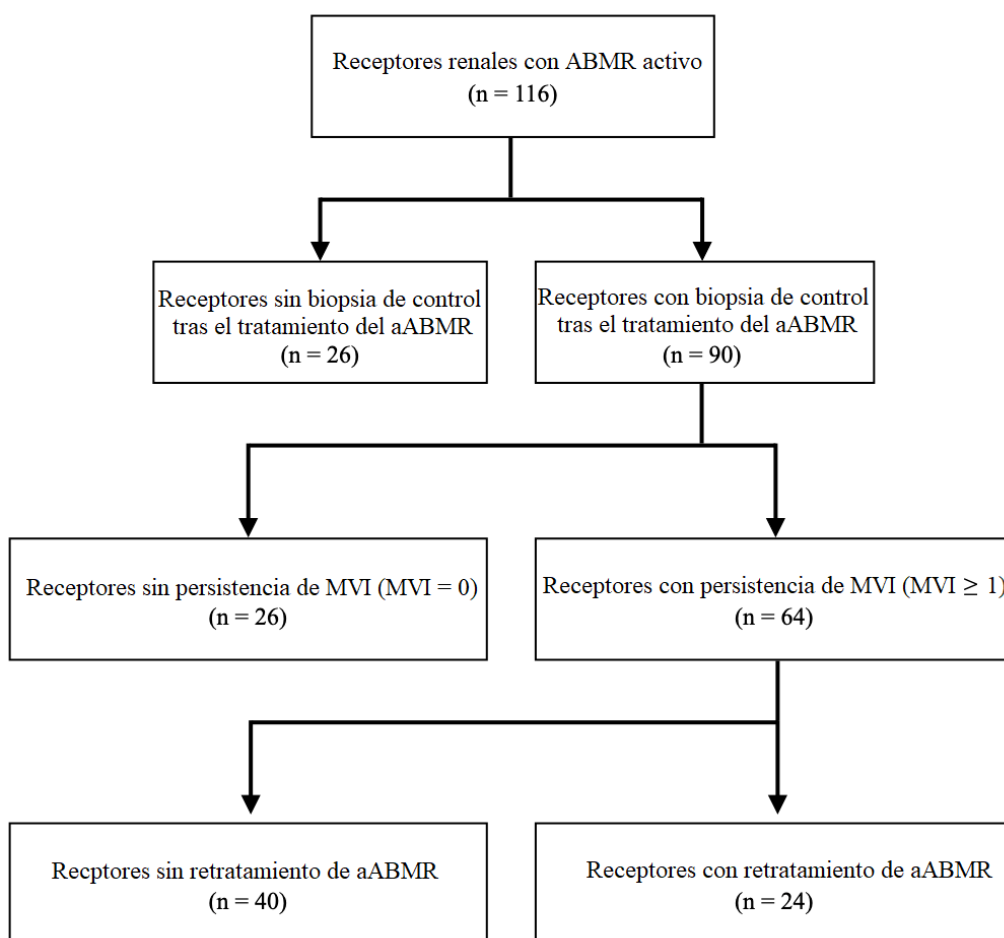 Receptores renales con ABMR activo
(n = 116)
Receptores sin biopsia de control
tras el tratamiento del aABMR
(n = 26)
Receptores con biopsia de control
tras el tratamiento del aABMR
(n = 90)
Receptores sin persistencia de MVI (MVI = 0)
(n = 26)
Receptores con persistencia de MVI (MVI ≥ 1)
(n = 64)
Recptores sin retratamiento de aABMR
(n = 40)
Receptores con retratamiento de aABMR
(n = 24)